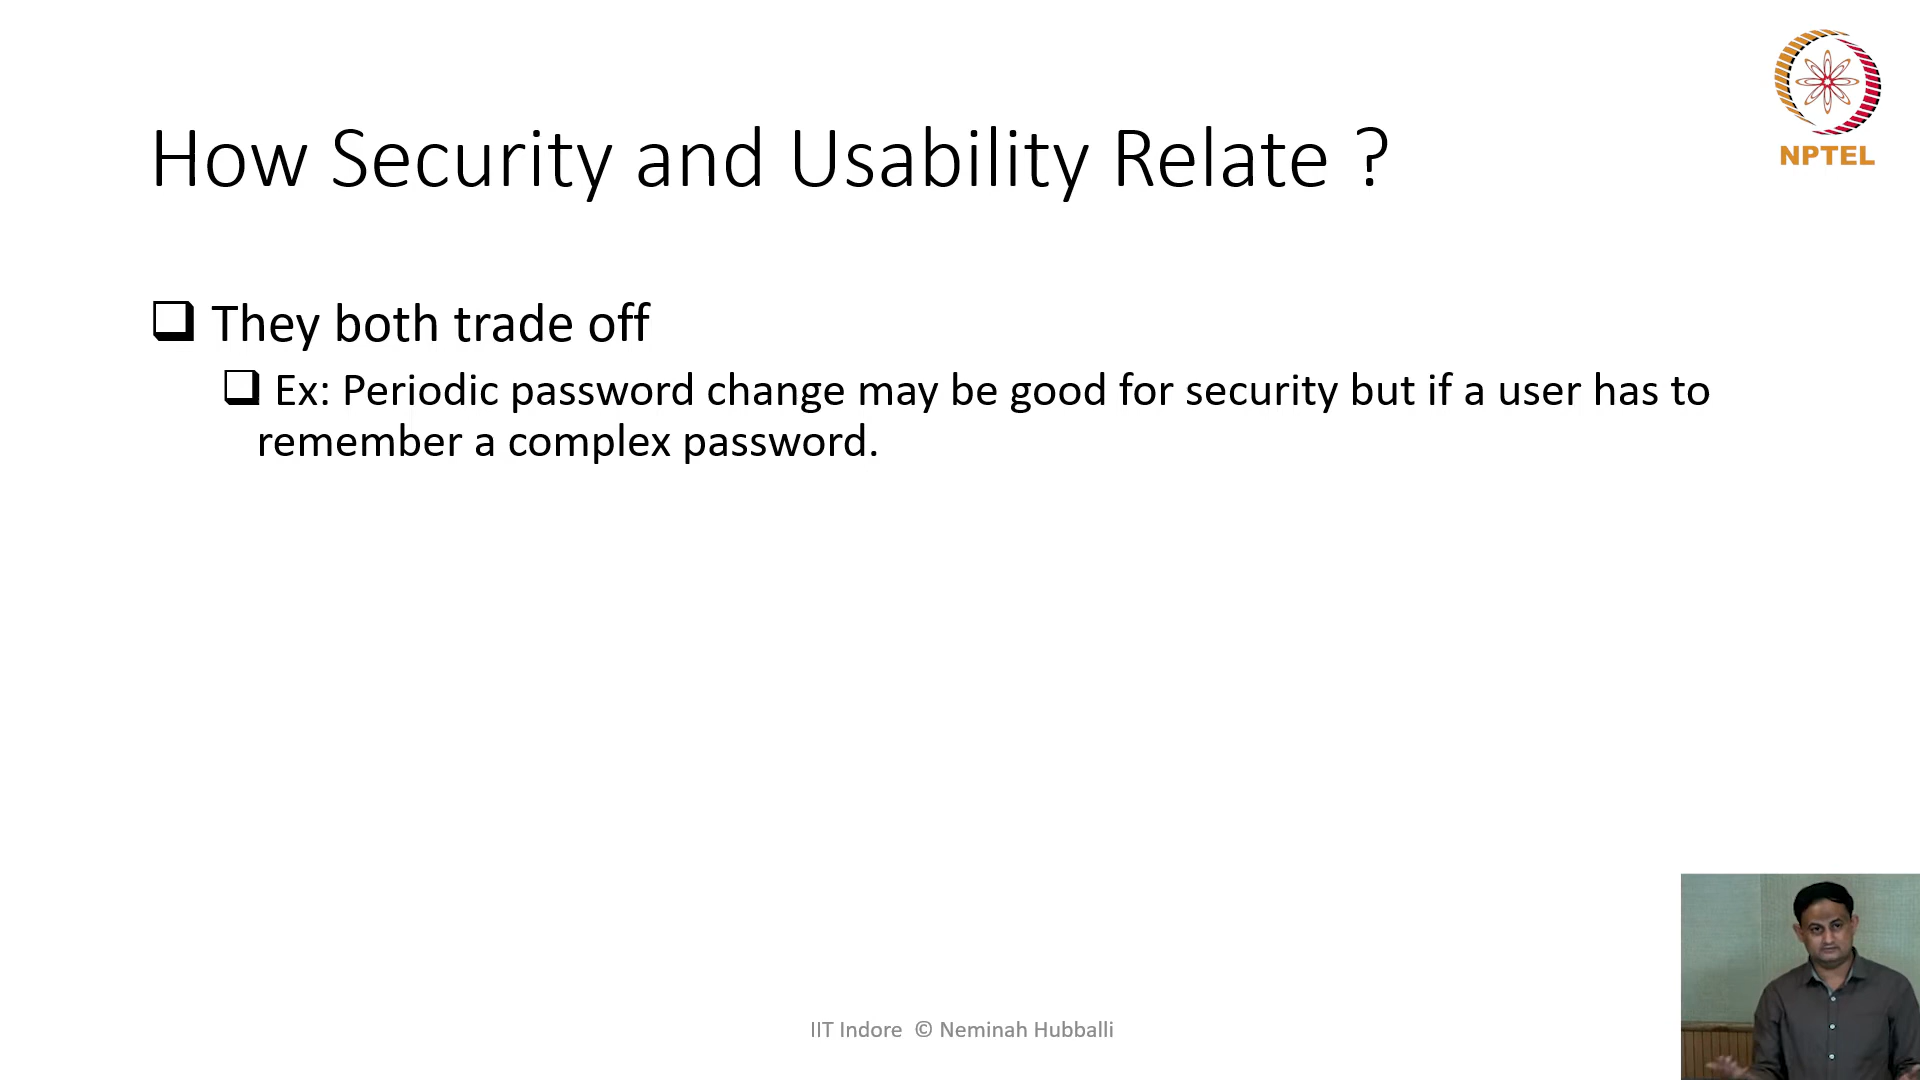 NPTEL
How Security and Usability Relate ?
They both trade off
Ex: Periodic password change may be good for security but if a user has to
remember a complex password.
IIT Indore © Neminah Hubballi